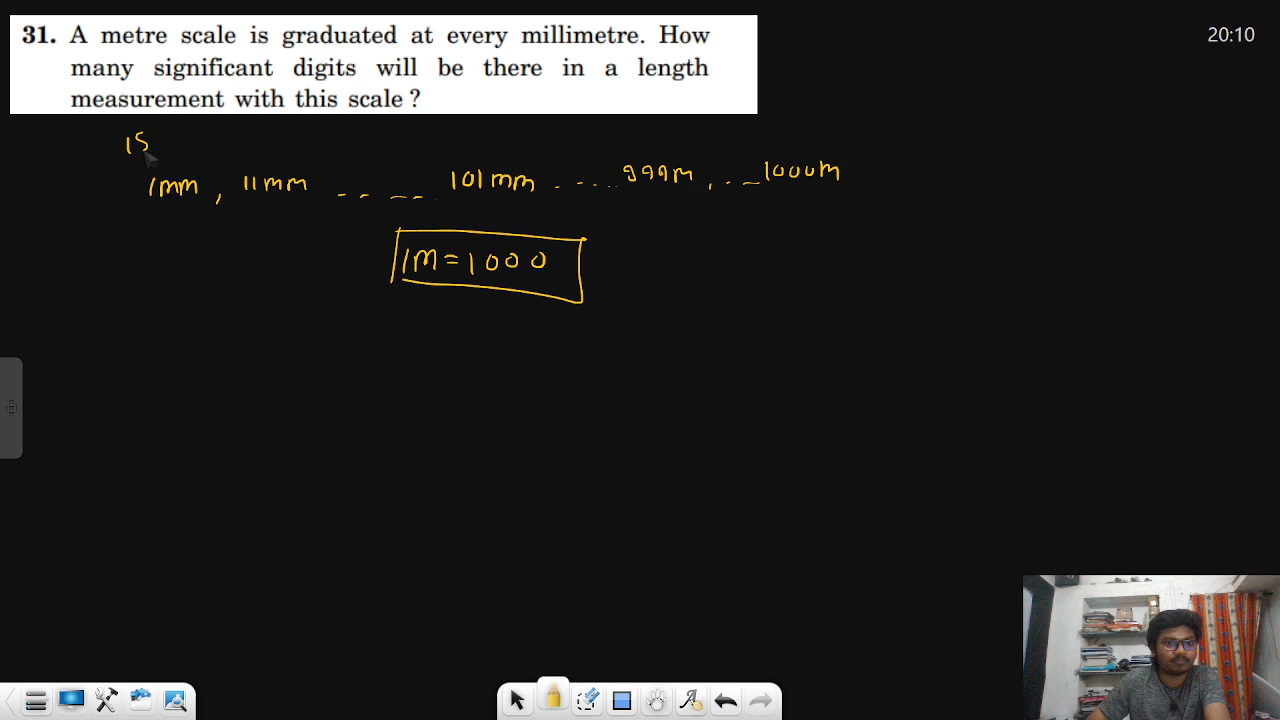 20:10
31. A metre scale is graduated at every millimetre. How
many significant digits will be there in a length
measurement with this scale ?
1S
1mm, 11mm -- -- -- 101mm ...... 999m, .. - 1000m
1M = 1000